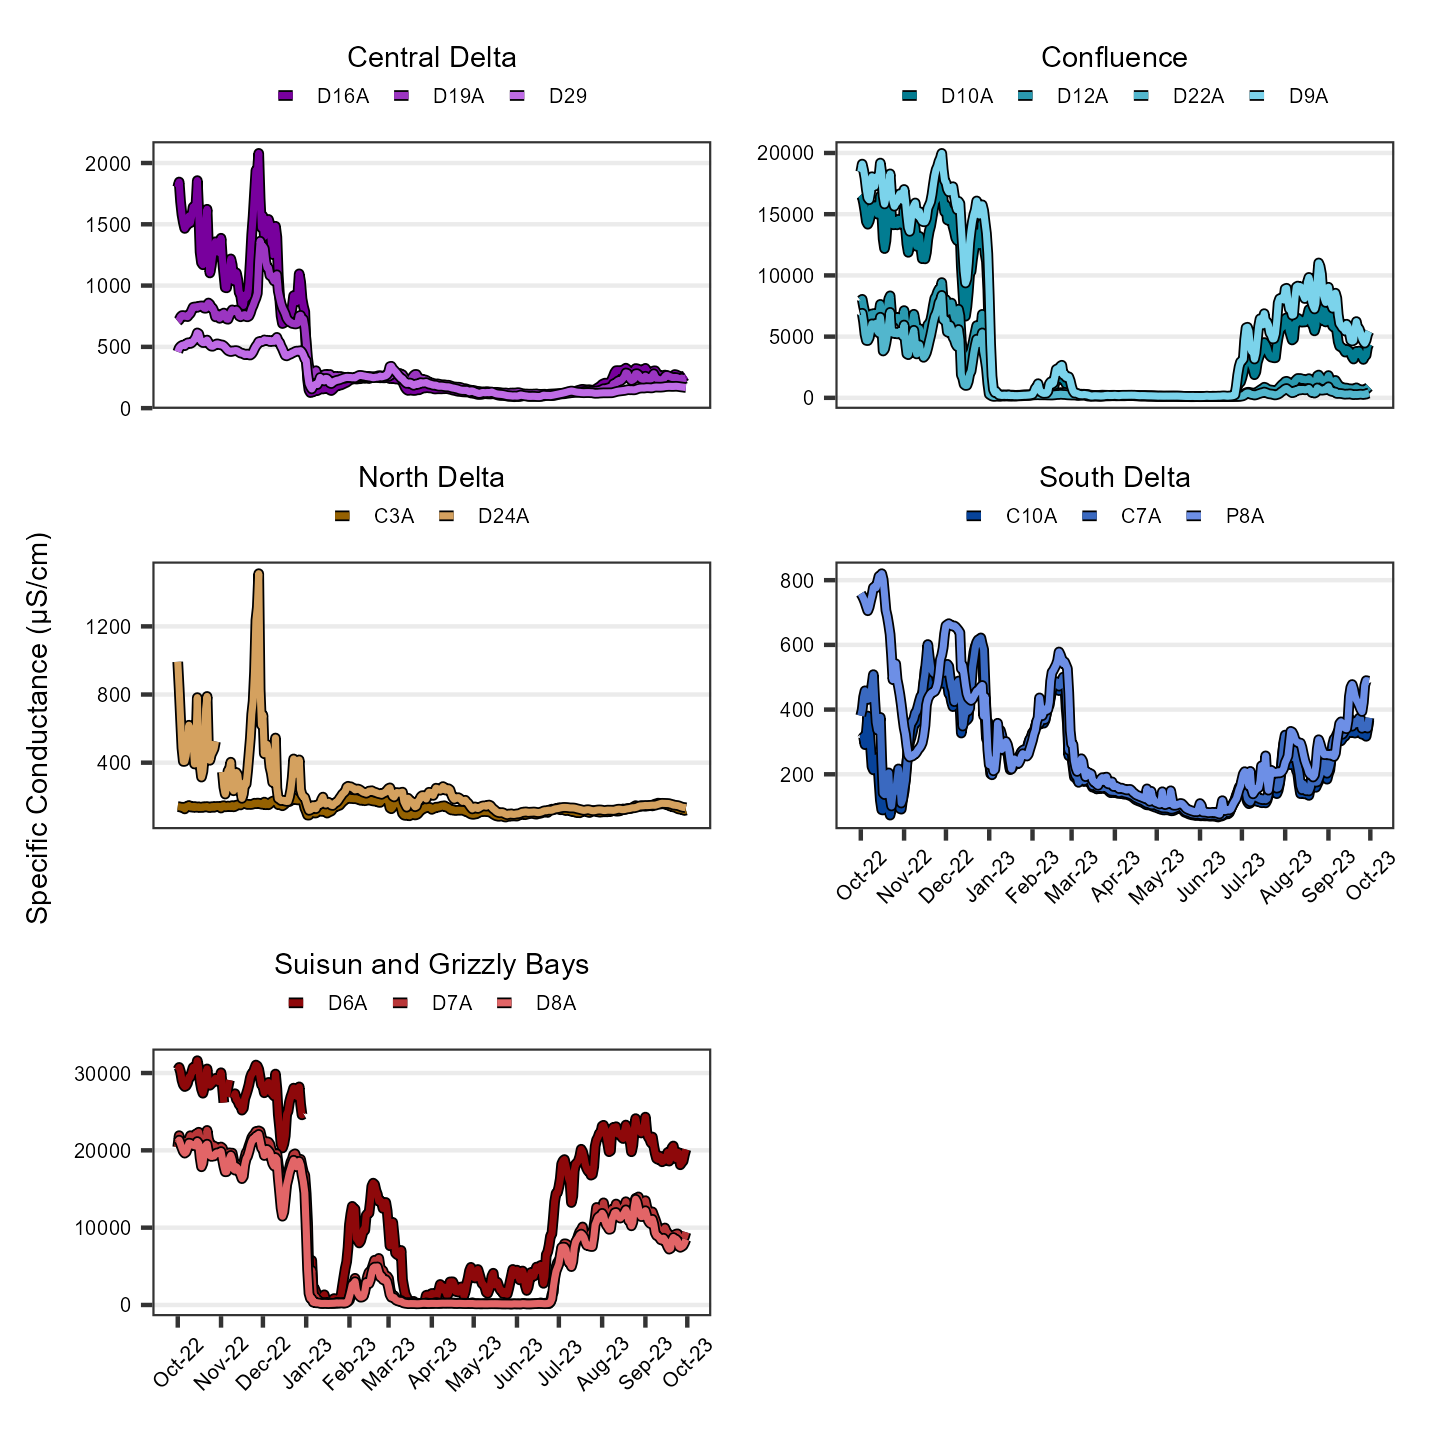 Central Delta
D16A D19A D29
2000
1500
1000
500
0
Confluence
D10A D12A D22A D9A
20000
15000
10000
5000
0
North Delta
C3A D24A
1200
800
400
South Delta
C10A C7A P8A
800
600
400
200
Oct-22 Nov-22 Dec-22 Jan-23 Feb-23 Mar-23 Apr-23 May-23 Jun-23 Jul-23 Aug-23 Sep-23 Oct-23
Specific Conductance (µS/cm)
Suisun and Grizzly Bays
D6A D7A D8A
30000
20000
10000
0
Oct-22 Nov-22 Dec-22 Jan-23 Feb-23 Mar-23 Apr-23 May-23 Jun-23 Jul-23 Aug-23 Sep-23 Oct-23